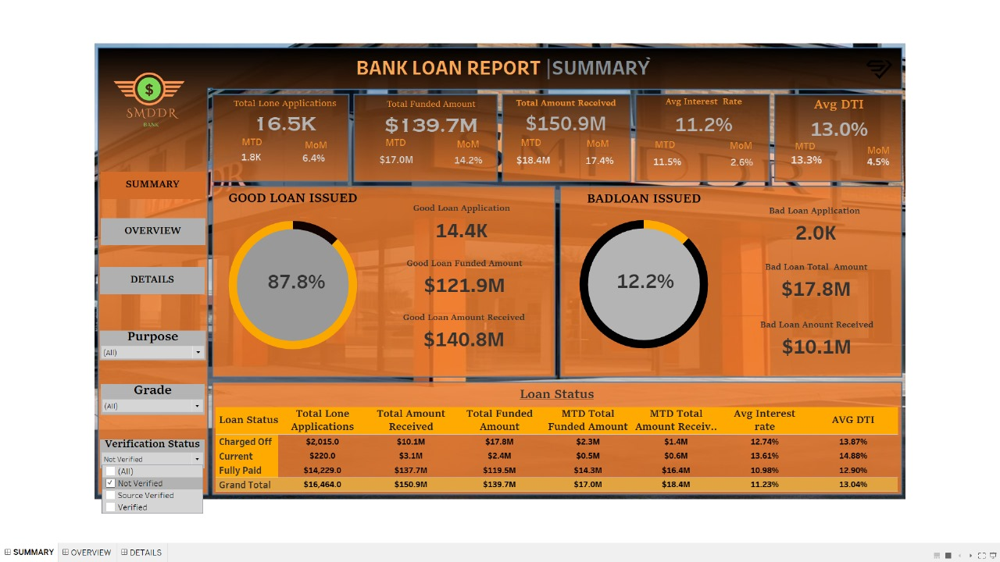 BANK LOAN REPORT |SUMMARY`
$
SMDDR
BANK
Total Lone Applications
16.5K
MTD MoM
1.8K 6.4%
Total Funded Amount
$139.7M
MTD MoM
$17.0M 14.2%
Total Amount Received
$150.9M
MTD MoM
$18.4M 17.4%
Avg Interest Rate
11.2%
MTD MoM
11.5% 2.6%
Avg DTI
13.0%
MTD MoM
13.3% 4.5%
SUMMARY
OVERVIEW
DETAILS
Purpose
(All)
Grade
(All)
Verification Status
Not Verified
(All)
Not Verified
Source Verified
Verified
GOOD LOAN ISSUED
87.8%
Good Loan Application
14.4K
Good Loan Funded Amount
$121.9M
Good Loan Amount Received
$140.8M
BADLOAN ISSUED
12.2%
Bad Loan Application
2.0K
Bad Loan Total Amount
$17.8M
Bad Loan Anount Received
$10.1M
Loan Status
Loan Status Total Lone Applications Total Amount Received Total Funded Amount MTD Total Funded Amount MTD Total Amount Receiv.. Avg Interest rate AVG DTI
Charged Off $2,015.0 $10.1M $17.8M $2.3M $1.4M 12.74% 13.87%
Current $220.0 $3.1M $2.4M $0.5M $0.6M 13.61% 14.88%
Fully Paid $14,229.0 $137.7M $119.5M $14.3M $16.4M 10.98% 12.90%
Grand Total $16,464.0 $150.9M $139.7M $17.0M $18.4M 11.23% 13.04%
SUMMARY OVERVIEW DETAILS